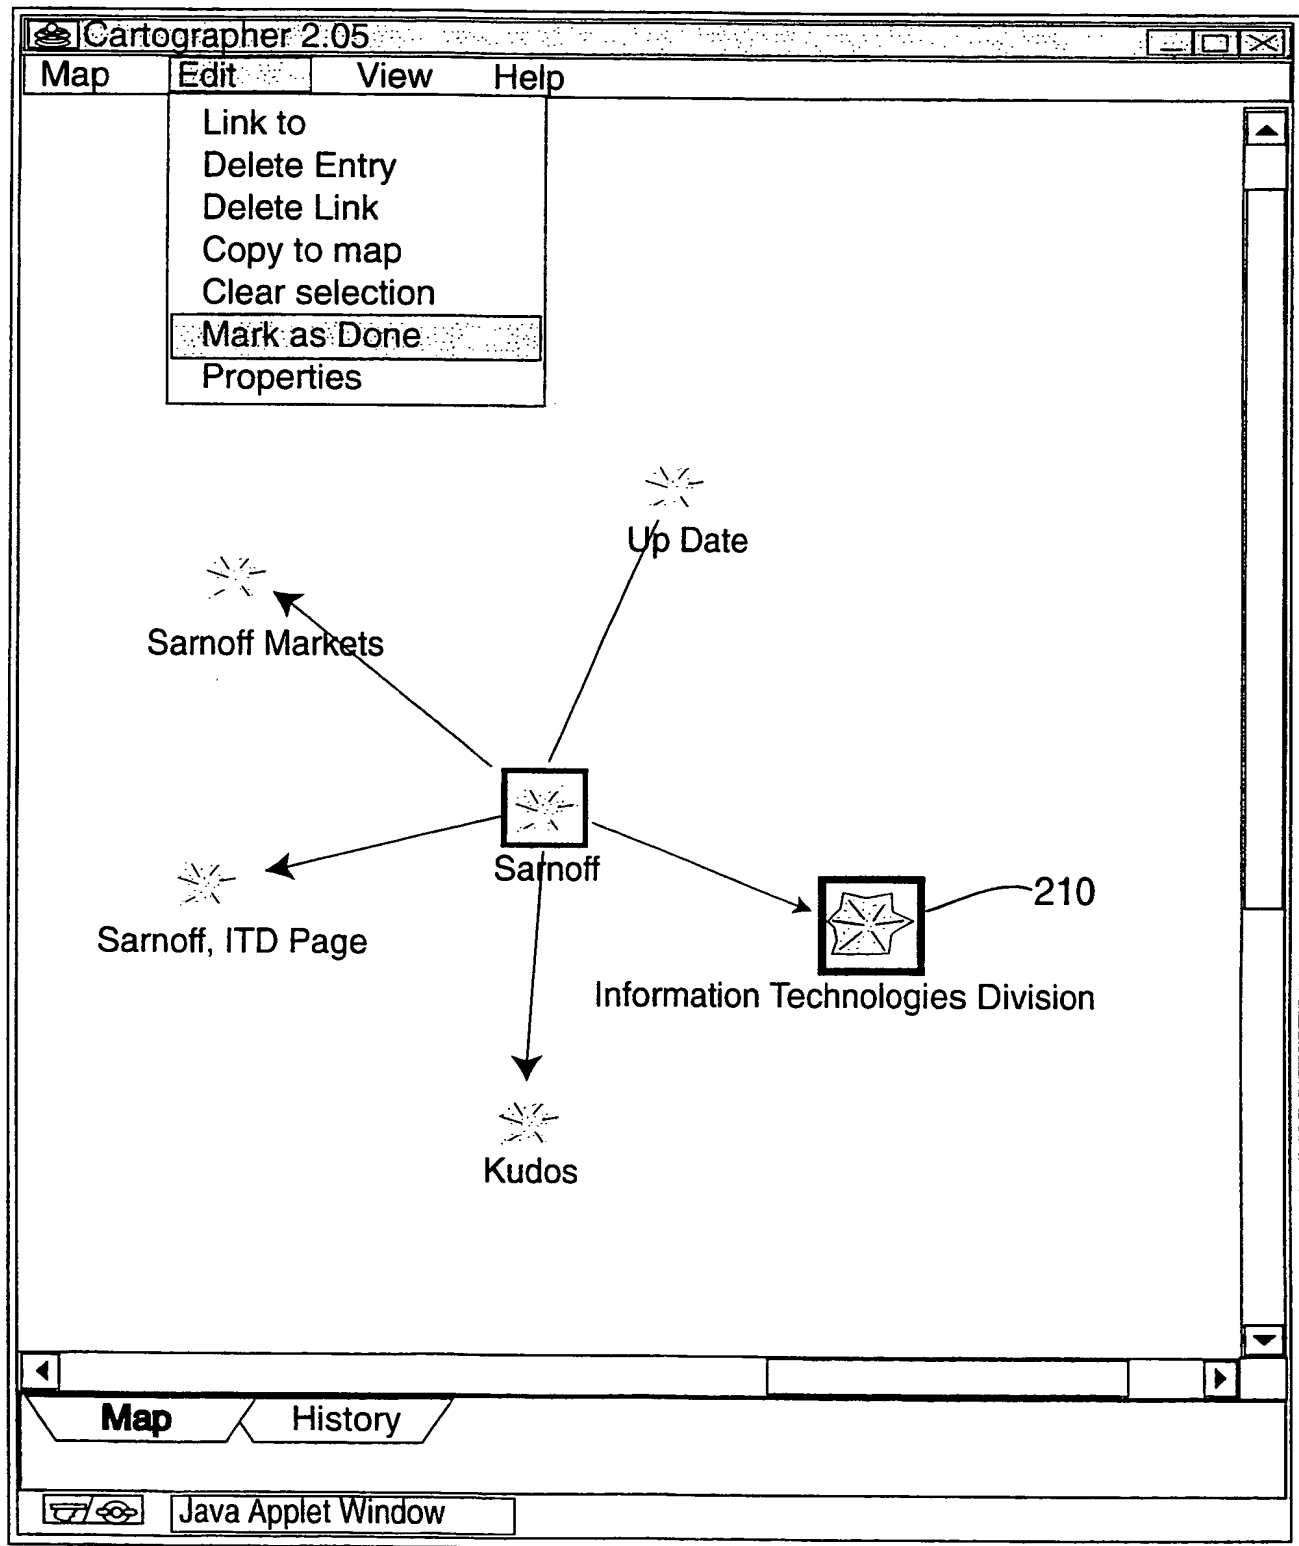 Cartographer 2.05
Map Edit View Help
Link to
Delete Entry
Delete Link
Copy to map
Clear selection
Mark as Done
Properties
Up Date
Sarnoff Markets
Sarnoff
210
Sarnoff, ITD Page
Information Technologies Division
Kudos
Map History
Java Applet Window